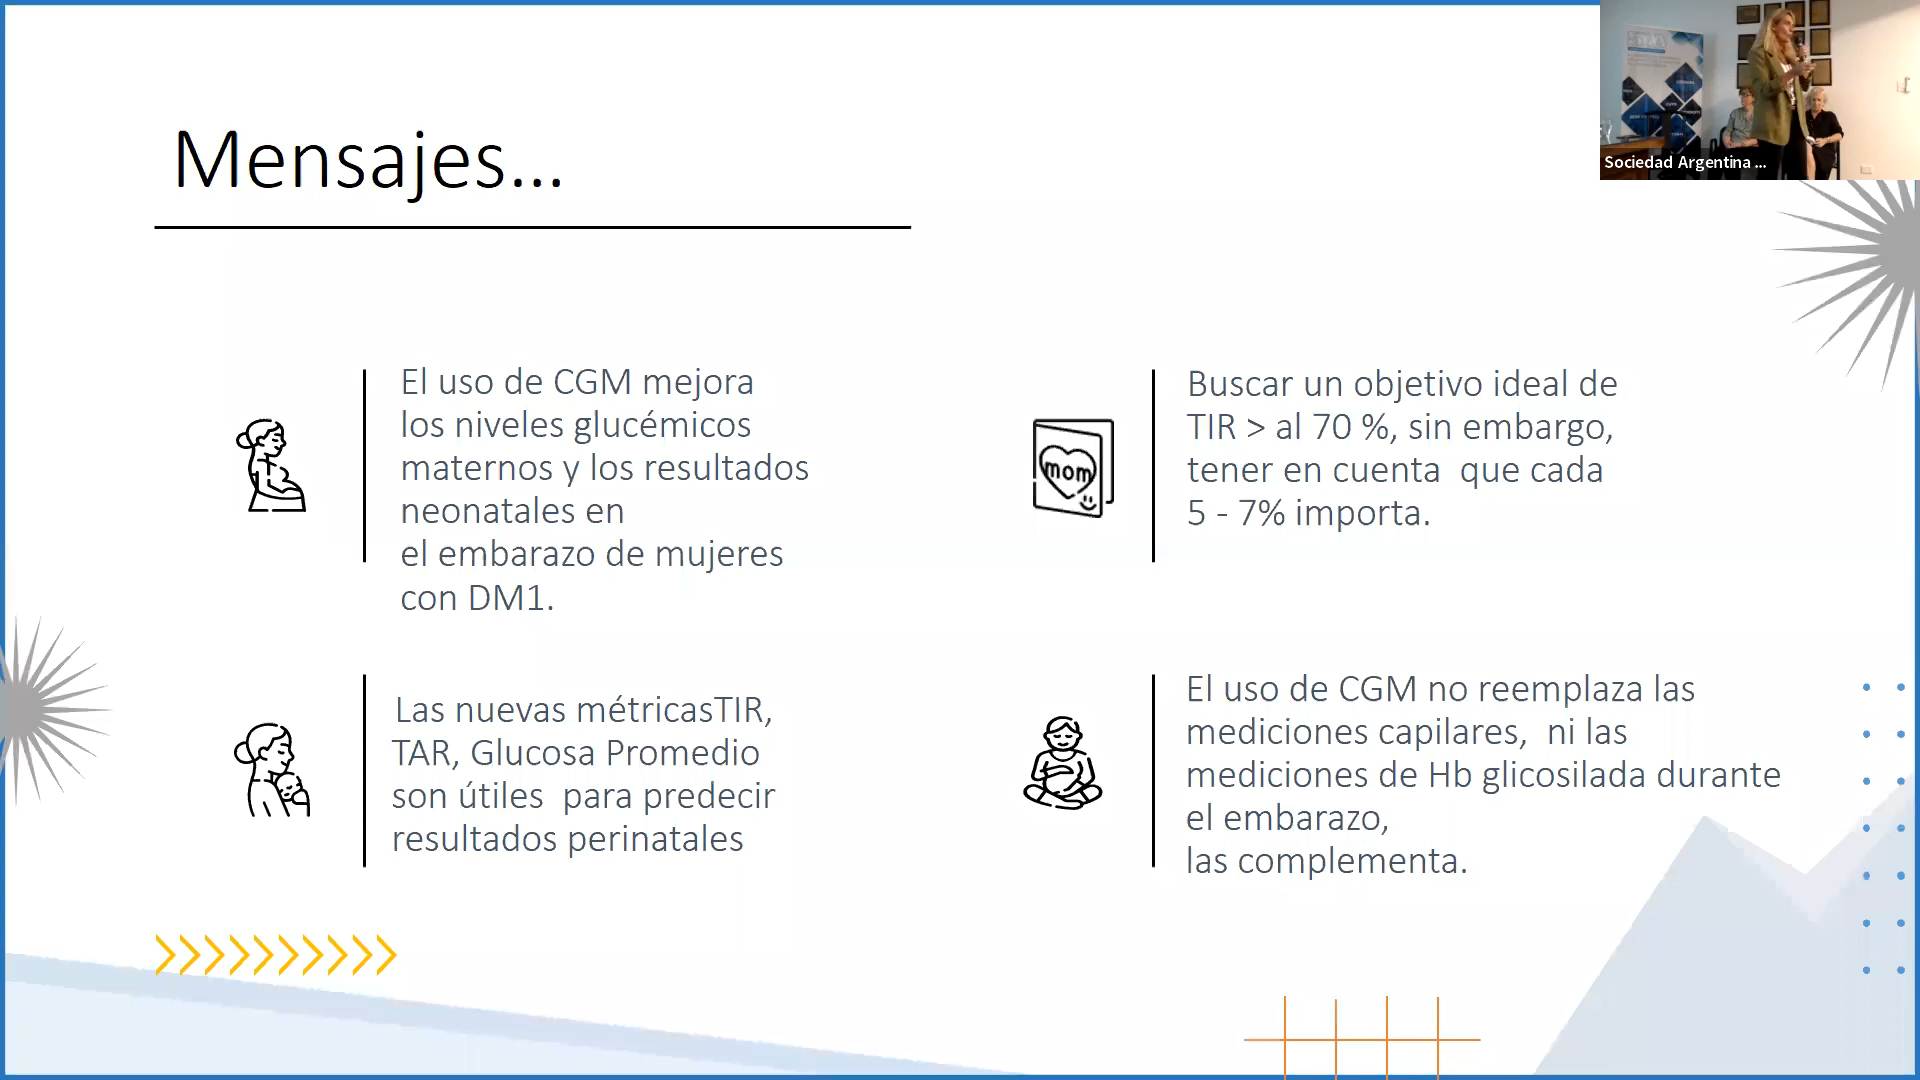 Sociedad Argentina ...
Mensajes...
El uso de CGM mejora
los niveles glucémicos
maternos y los resultados
neonatales en
el embarazo de mujeres
con DM1.
mom
Buscar un objetivo ideal de
TIR > al 70 %, sin embargo,
tener en cuenta  que cada
5 - 7% importa.
Las nuevas métricasTIR,
TAR, Glucosa Promedio
son útiles  para predecir
resultados perinatales
El uso de CGM no reemplaza las
mediciones capilares,  ni las
mediciones de Hb glicosilada durante
el embarazo,
las complementa.